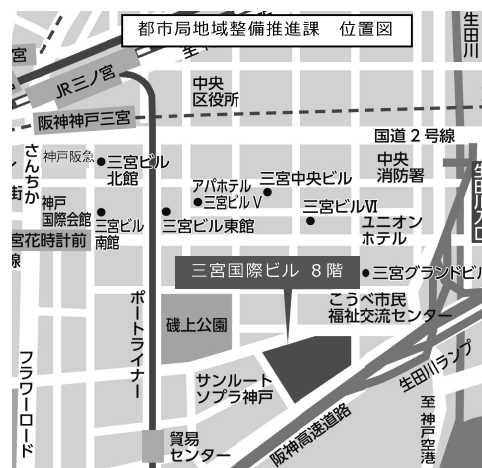 都市局地域整備推進課　位置図
生田川
宮
JR三ノ宮
中央
区役所
阪神神戸三宮
国道2号線
さんちか
神戸阪急
三宮ビル
北館
中央
消防署
街
アパホテル
三宮ビルⅤ
三宮中央ビル
生田川入口
神戸
国際会館
三宮ビル
南館
三宮ビル東館
三宮ビルⅥ
ユニオン
ホテル
宮花時計前
線
三宮国際ビル 8階
三宮グランドビル
ポートライナー
磯上公園
こうべ市民
福祉交流センター
フラワーロード
サンルート
ソプラ神戸
生田川ランプ
至 神戸空港
阪神高速道路
貿易
センター